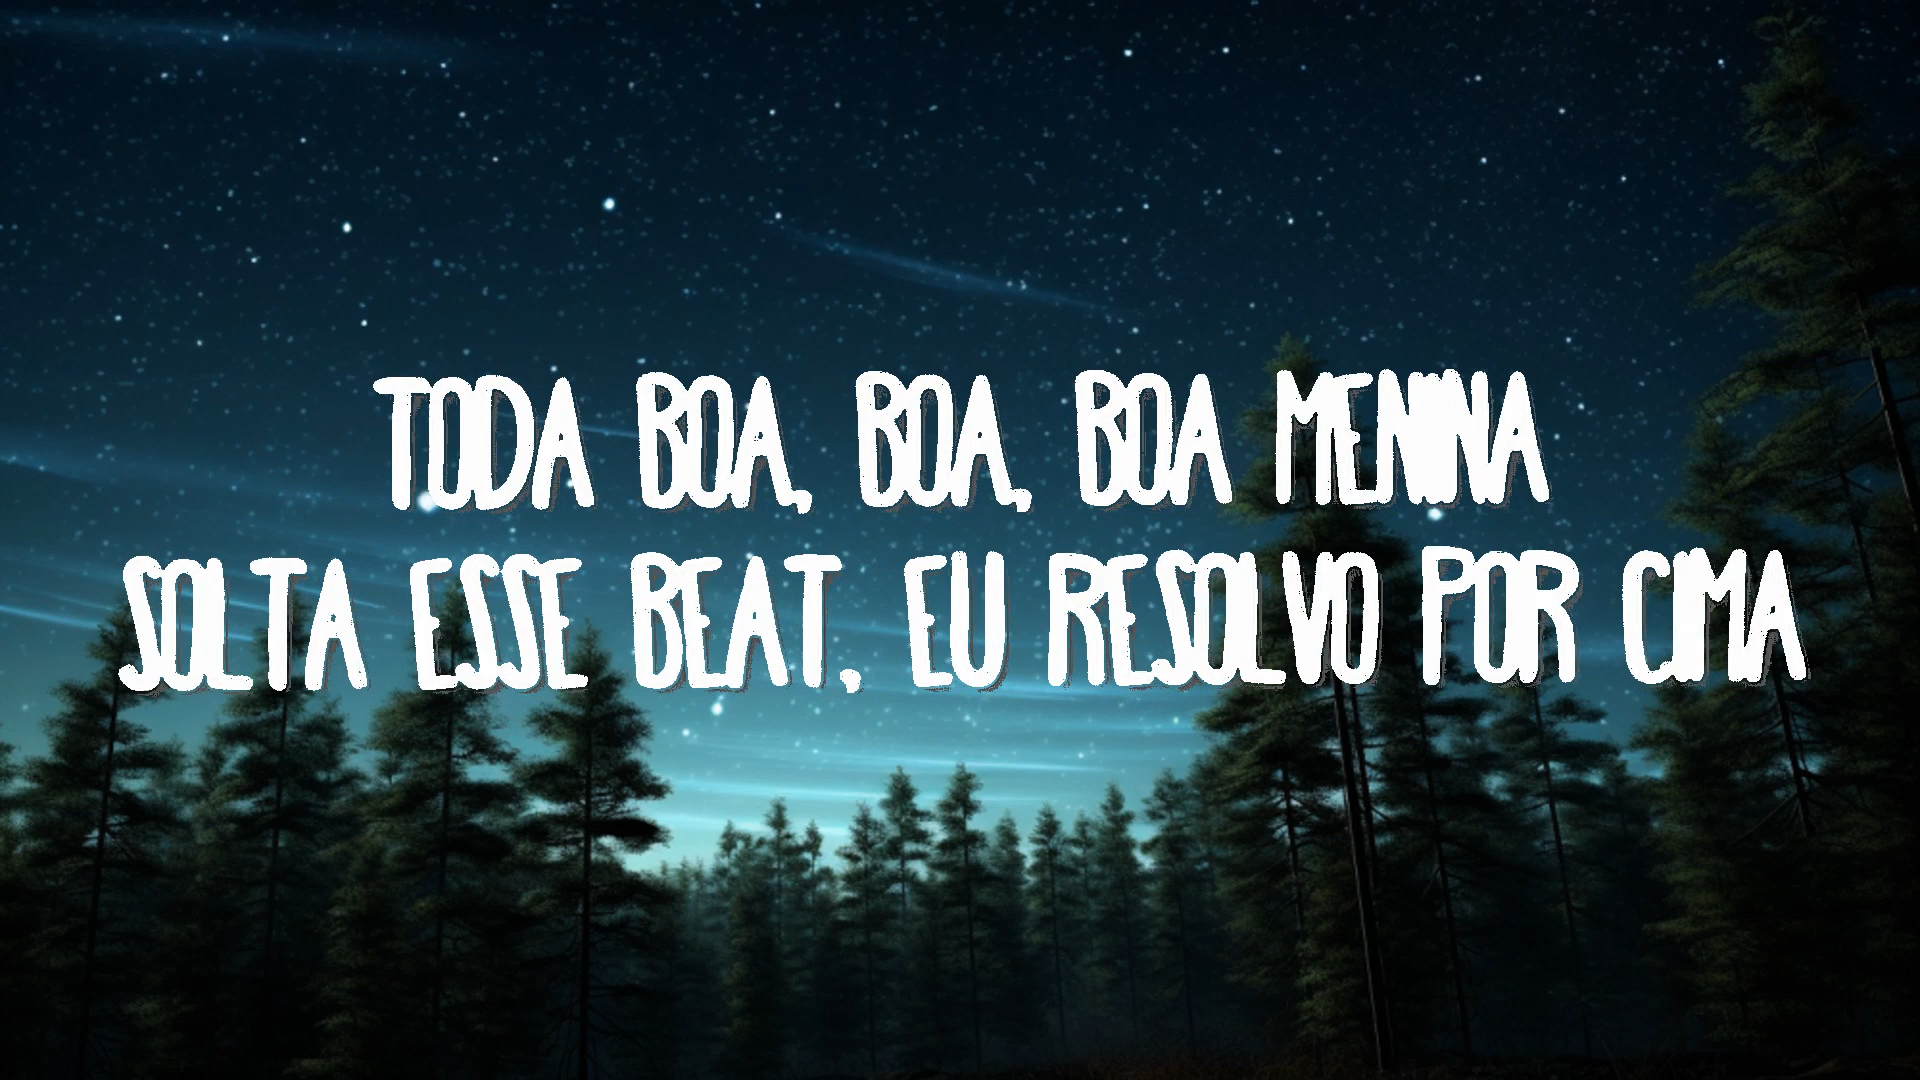 TODA BOA, BOA, BOA MENINA
SOLTA ESSE BEAT, EU RESOLVO POR CIMA